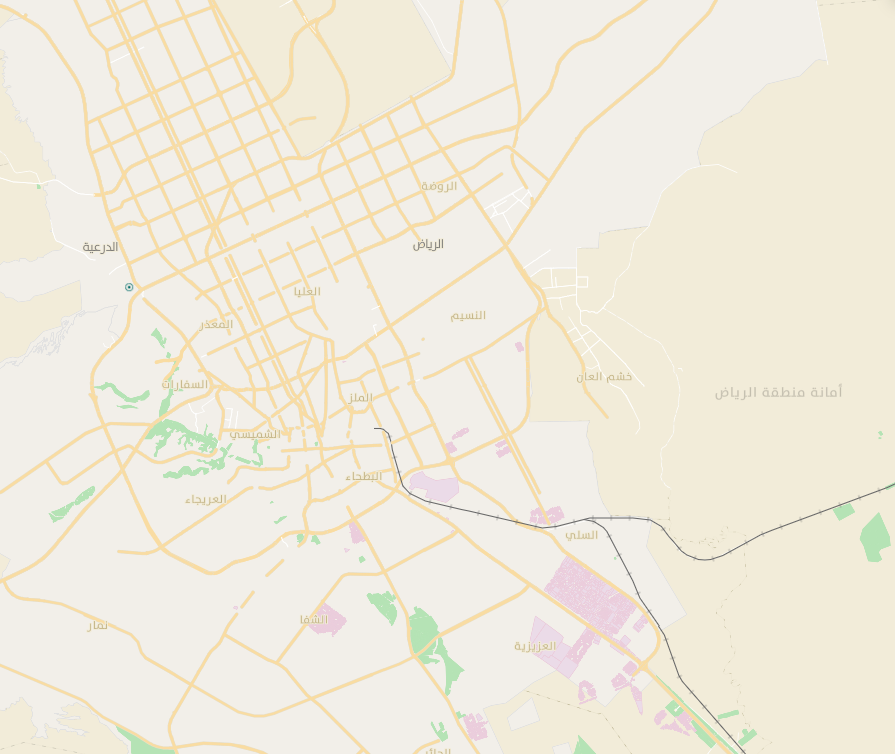 الروضة
الرياض
الدرعية
العليا
النسيم
المعذر
خشم العان
السفارات
أمانة منطقة الرياض
الملز
الشميسي
البطحاء
العريجاء
السلي
الشفا
نمار
العزيزية
الحائر